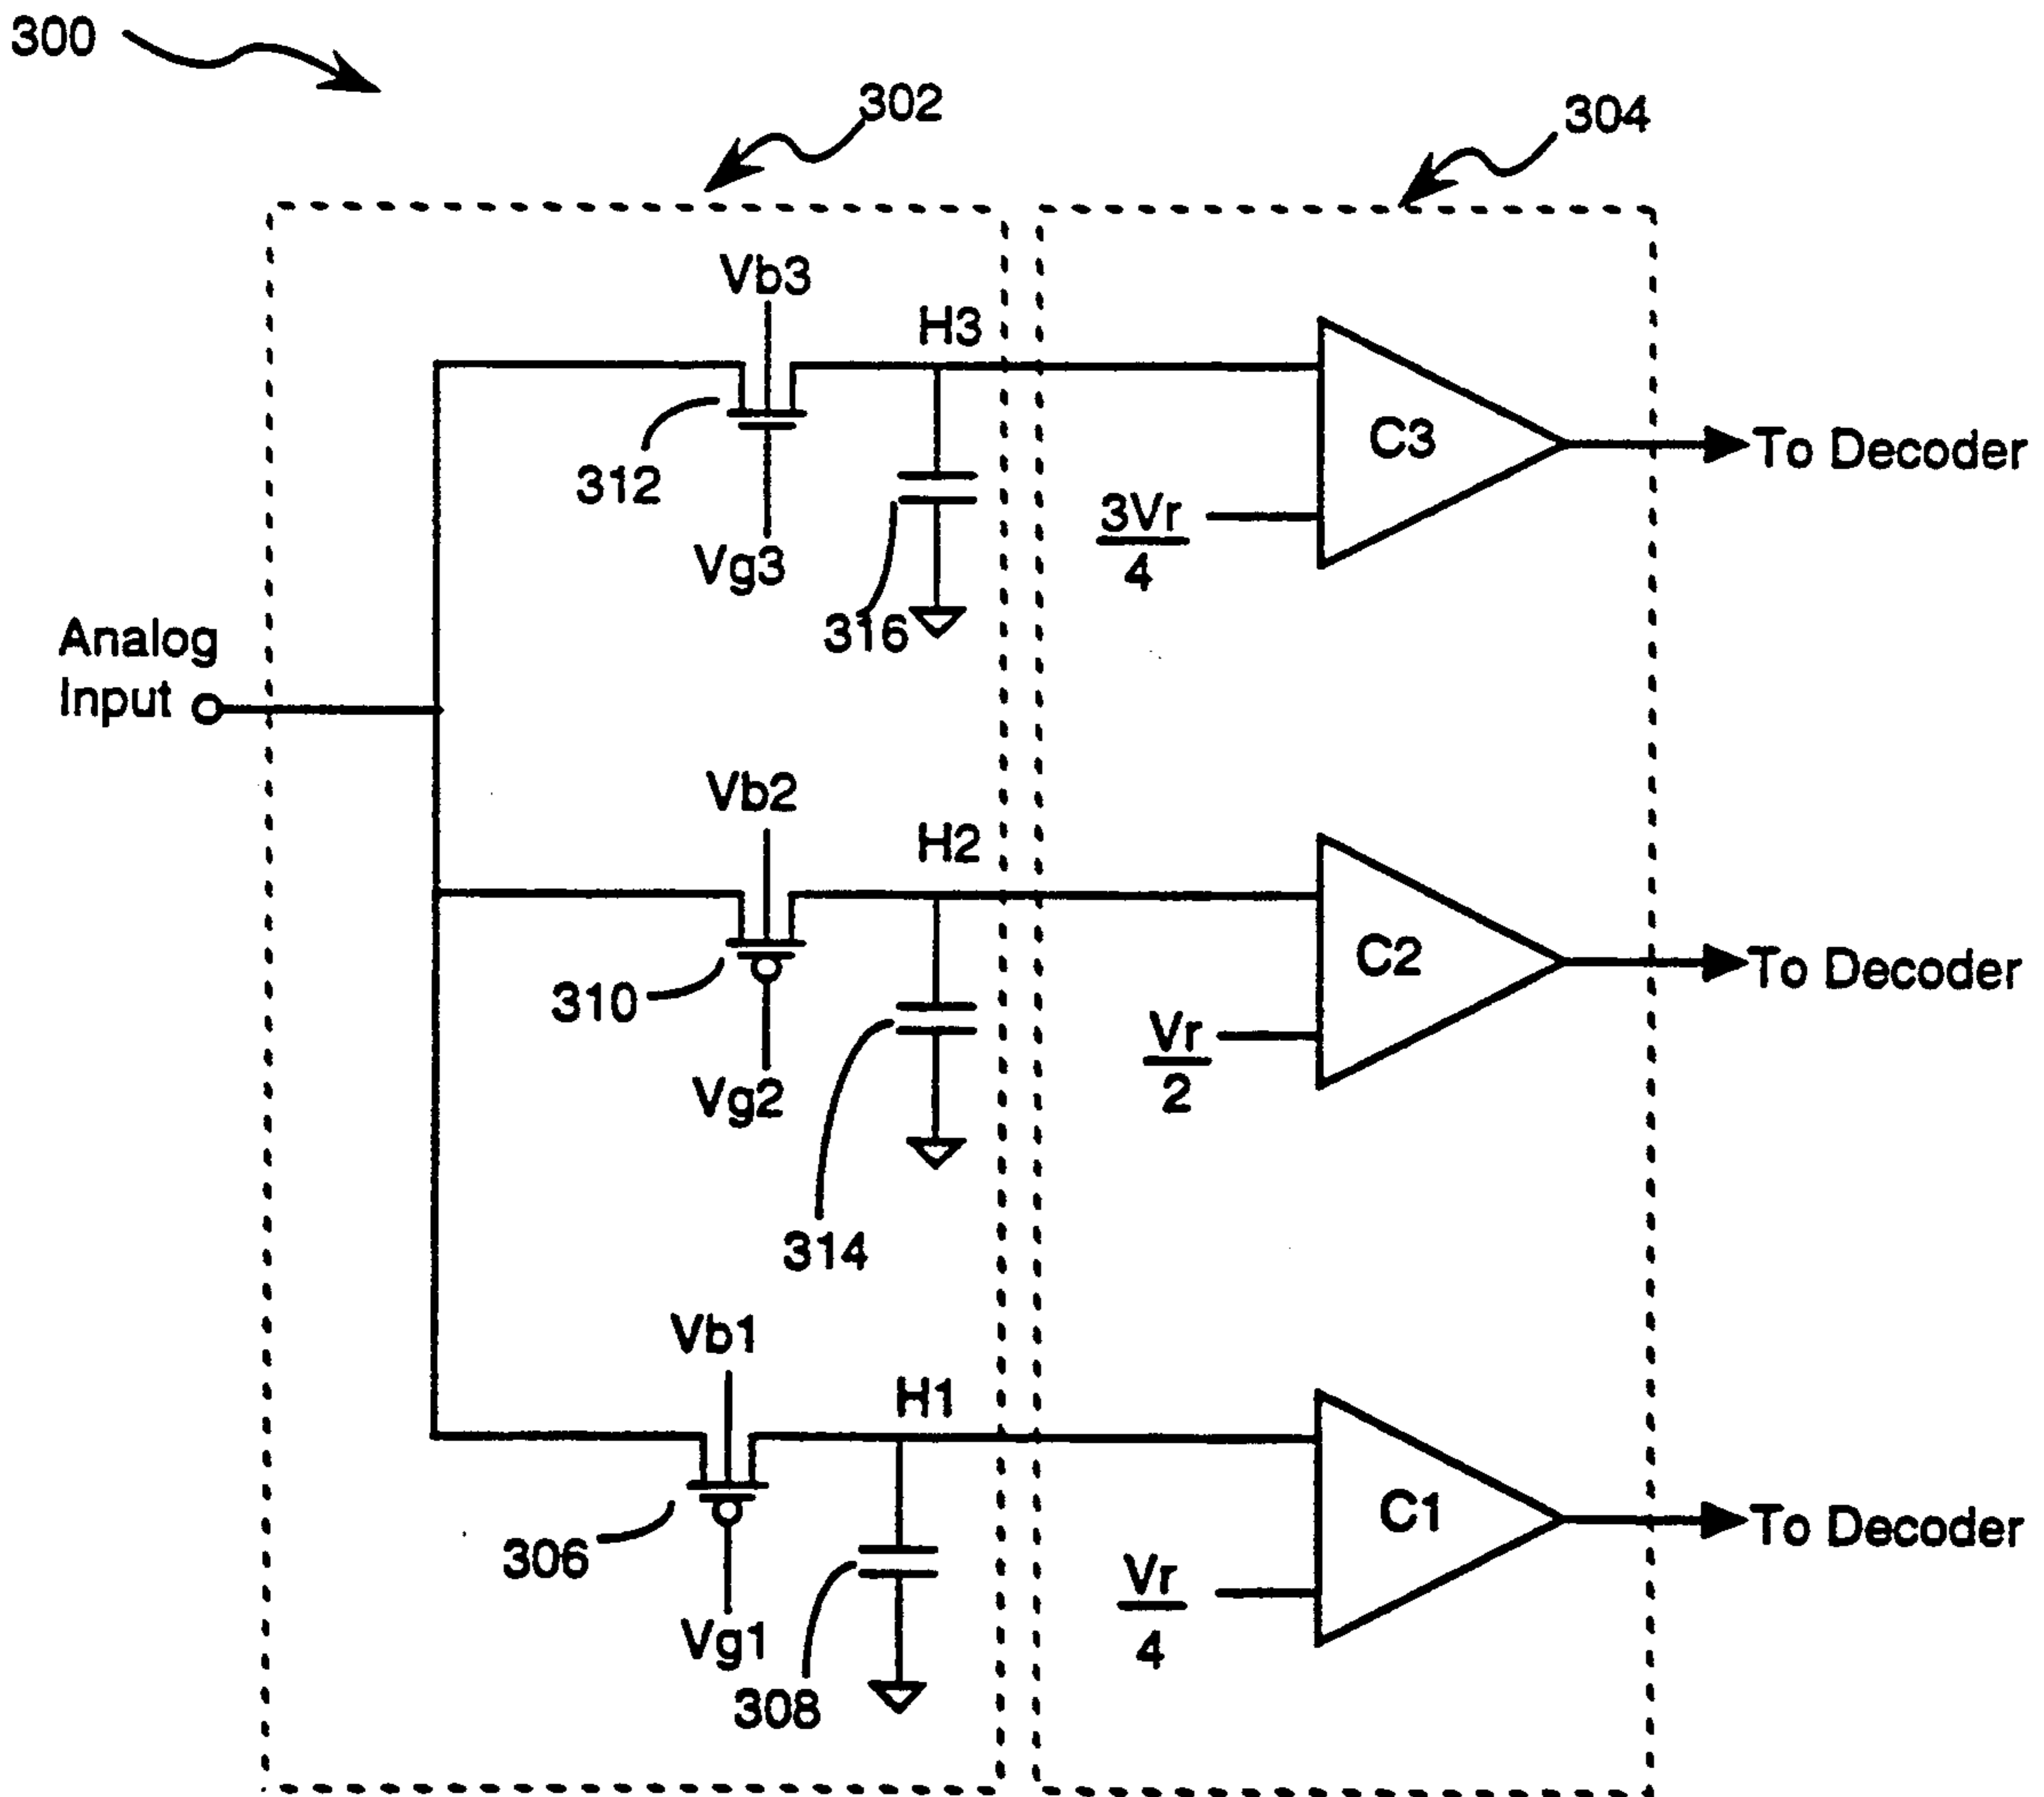 300
302
304
Vb3
H3
312
C3
To Decoder
3Vr
4
Vg3
316
Analog
Input
Vb2
H2
310
C2
To Decoder
Vr
2
Vg2
314
Vb1
H1
306
C1
To Decoder
Vr
4
Vg1
308